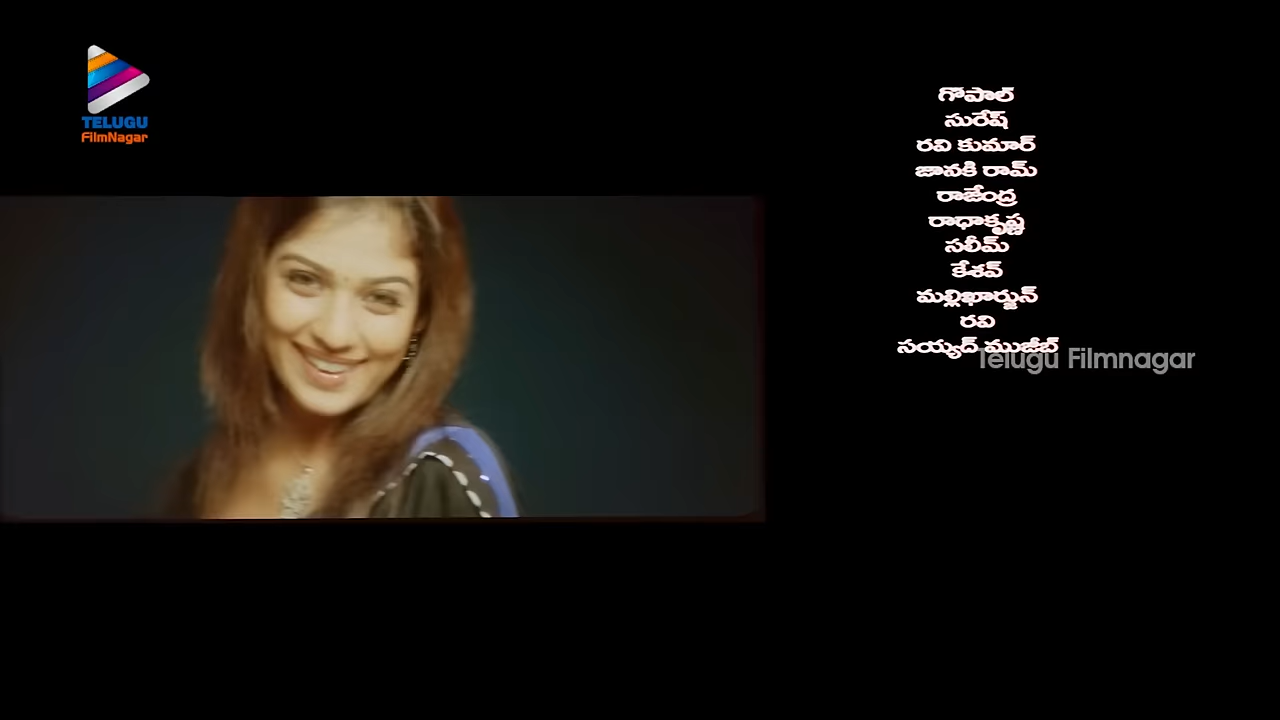 TELUGU
FilmNagar
గోపాల్
సురేష్
రవి కుమార్
జానకి రామ్
రాజేంద్ర
రాధాకృష్ణ
సలీమ్
కేశవ్
మల్లిఖార్జున్
రవి
సయ్యద్ ముజీబ్
Telugu Filmnagar